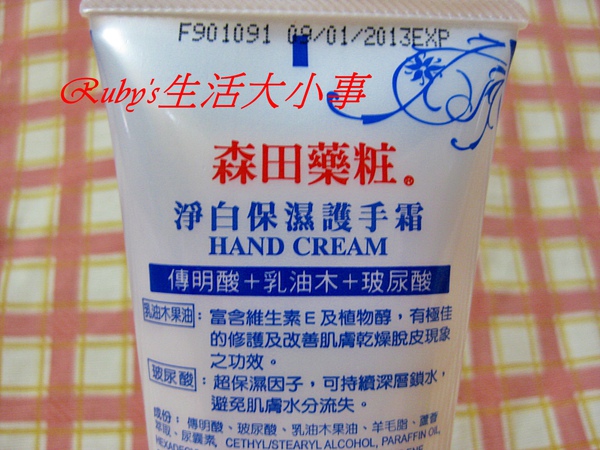 F901091 09/01/2013EXP
Ruby's生活大小事
森田藥粧
淨白保濕護手霜
HAND CREAM
傳明酸+乳油木+玻尿酸
乳油木果油：富含維生素E及植物醇，有極佳
的修護及改善肌膚乾燥脫皮現象
之功效。
玻尿酸：超保濕因子，可持續深層鎖水，
避免肌膚水分流失。
成份：傳明酸、玻尿酸、乳油木果油、羊毛脂、蘆薈
萃取、尿囊素, CETHYL/STEARYL ALCOHOL, PARAFFIN OIL,